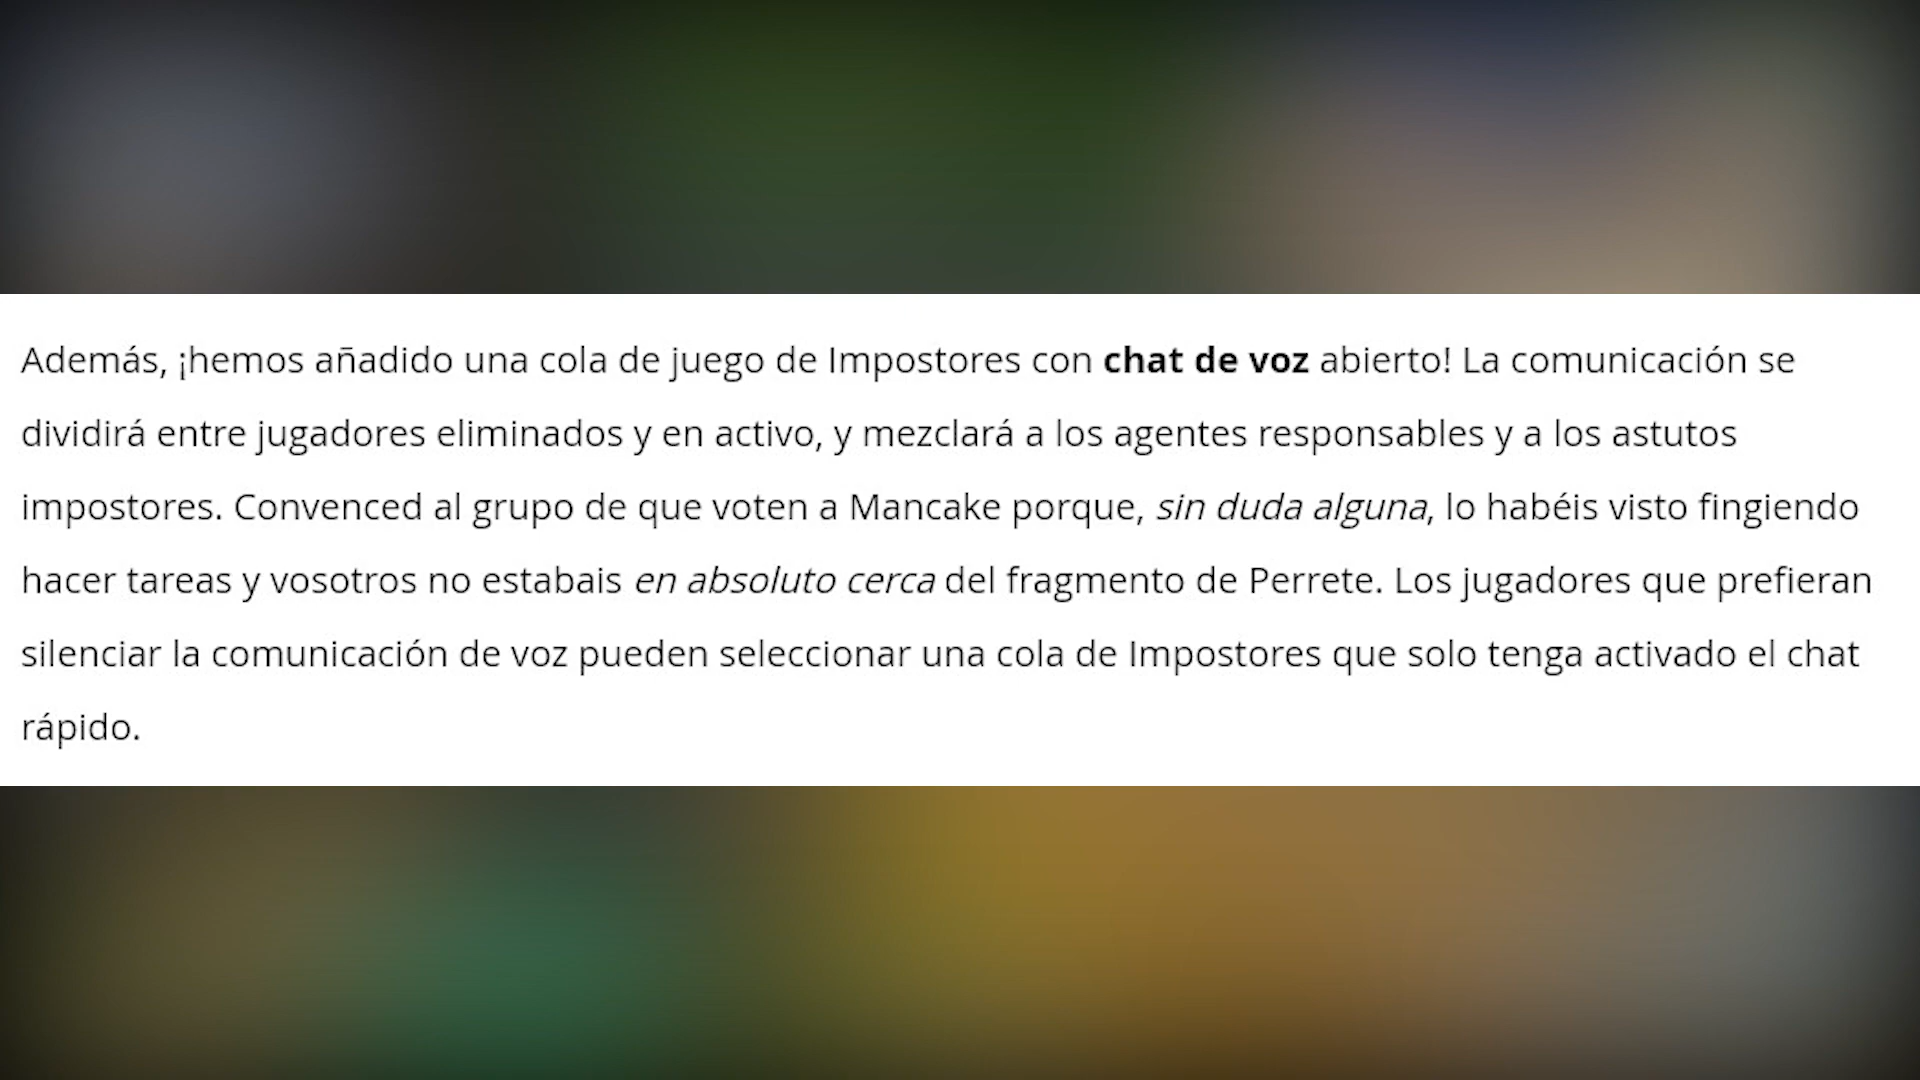 Además, ¡hemos añadido una cola de juego de Impostores con chat de voz abierto! La comunicación se
dividirá entre jugadores eliminados y en activo, y mezclará a los agentes responsables y a los astutos
impostores. Convenced al grupo de que voten a Mancake porque, sin duda alguna, lo habéis visto fingiendo
hacer tareas y vosotros no estabais en absoluto cerca del fragmento de Perrete. Los jugadores que prefieran
silenciar la comunicación de voz pueden seleccionar una cola de Impostores que solo tenga activado el chat
rápido.